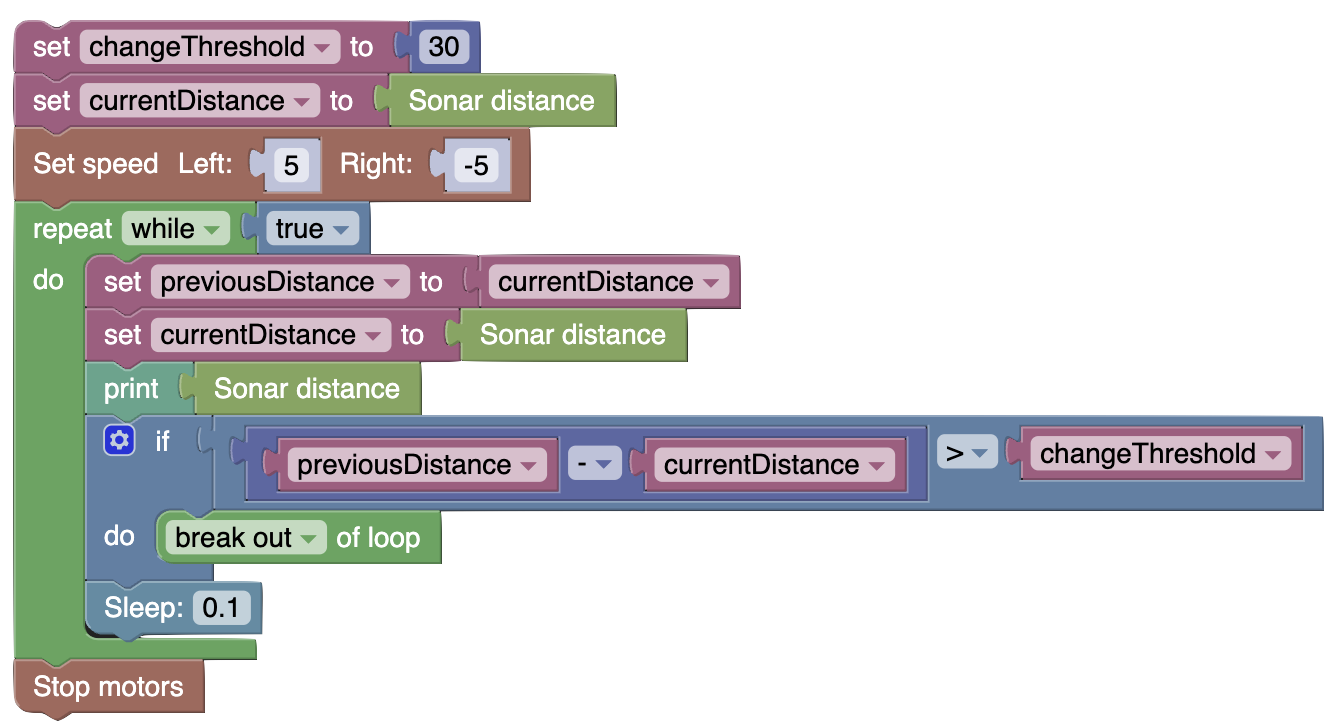 set changeThreshold to 30
set currentDistance to Sonar distance
Set speed Left: 5 Right: -5
repeat while true
do set previousDistance to currentDistance
set currentDistance to Sonar distance
print Sonar distance
if previousDistance - currentDistance > changeThreshold
do break out of loop
Sleep: 0.1
Stop motors